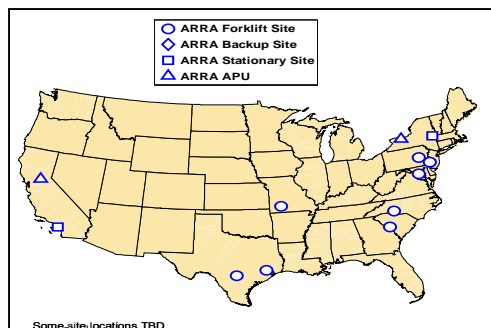 ARRA Forklift Site
ARRA Backup Site
ARRA Stationary Site
ARRA APU
Some site locations TBD